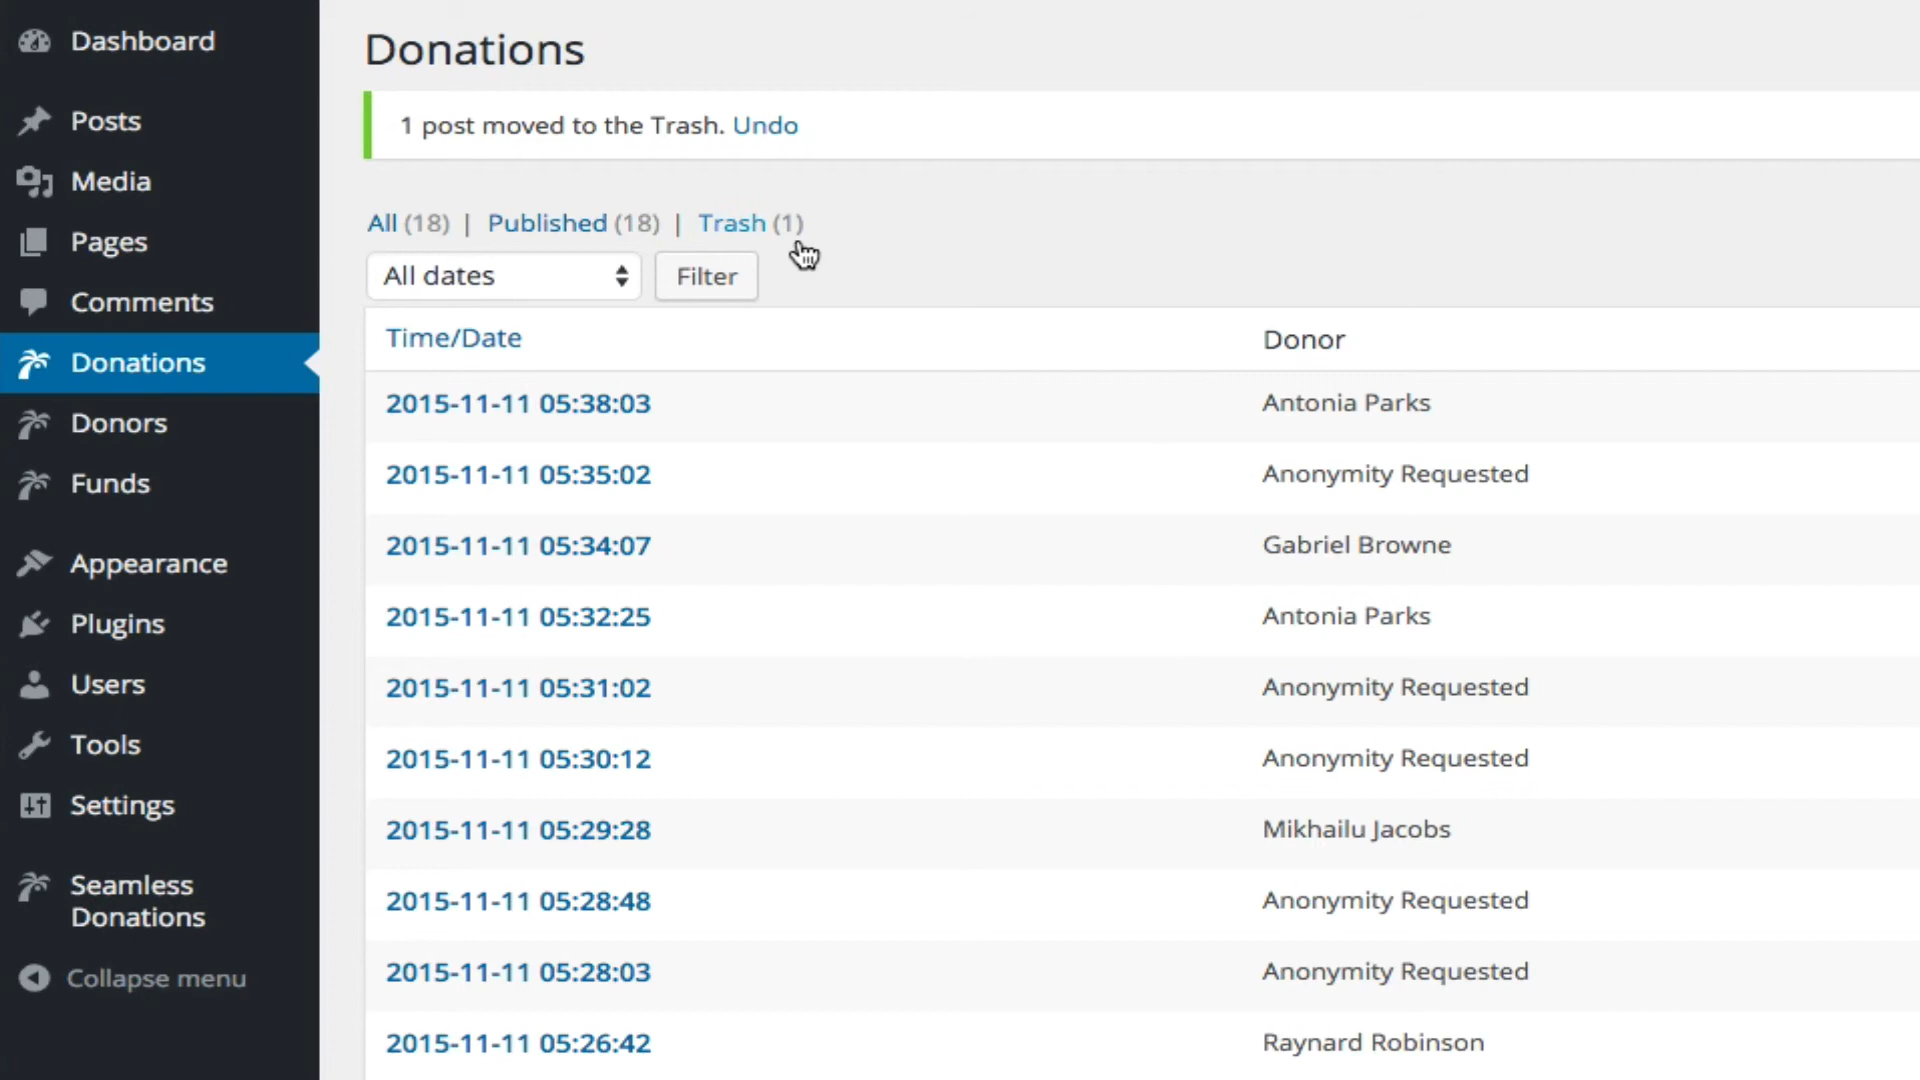 Dashboard
Posts
Media
Pages
Comments
Donations
Donors
Funds
Appearance
Plugins
Users
Tools
Settings
Seamless
Donations
Collapse menu
Donations
1 post moved to the Trash. Undo
All (18) | Published (18) | Trash (1)
All dates Filter
Time/Date Donor
2015-11-11 05:38:03 Antonia Parks
2015-11-11 05:35:02 Anonymity Requested
2015-11-11 05:34:07 Gabriel Browne
2015-11-11 05:32:25 Antonia Parks
2015-11-11 05:31:02 Anonymity Requested
2015-11-11 05:30:12 Anonymity Requested
2015-11-11 05:29:28 Mikhailu Jacobs
2015-11-11 05:28:48 Anonymity Requested
2015-11-11 05:28:03 Anonymity Requested
2015-11-11 05:26:42 Raynard Robinson